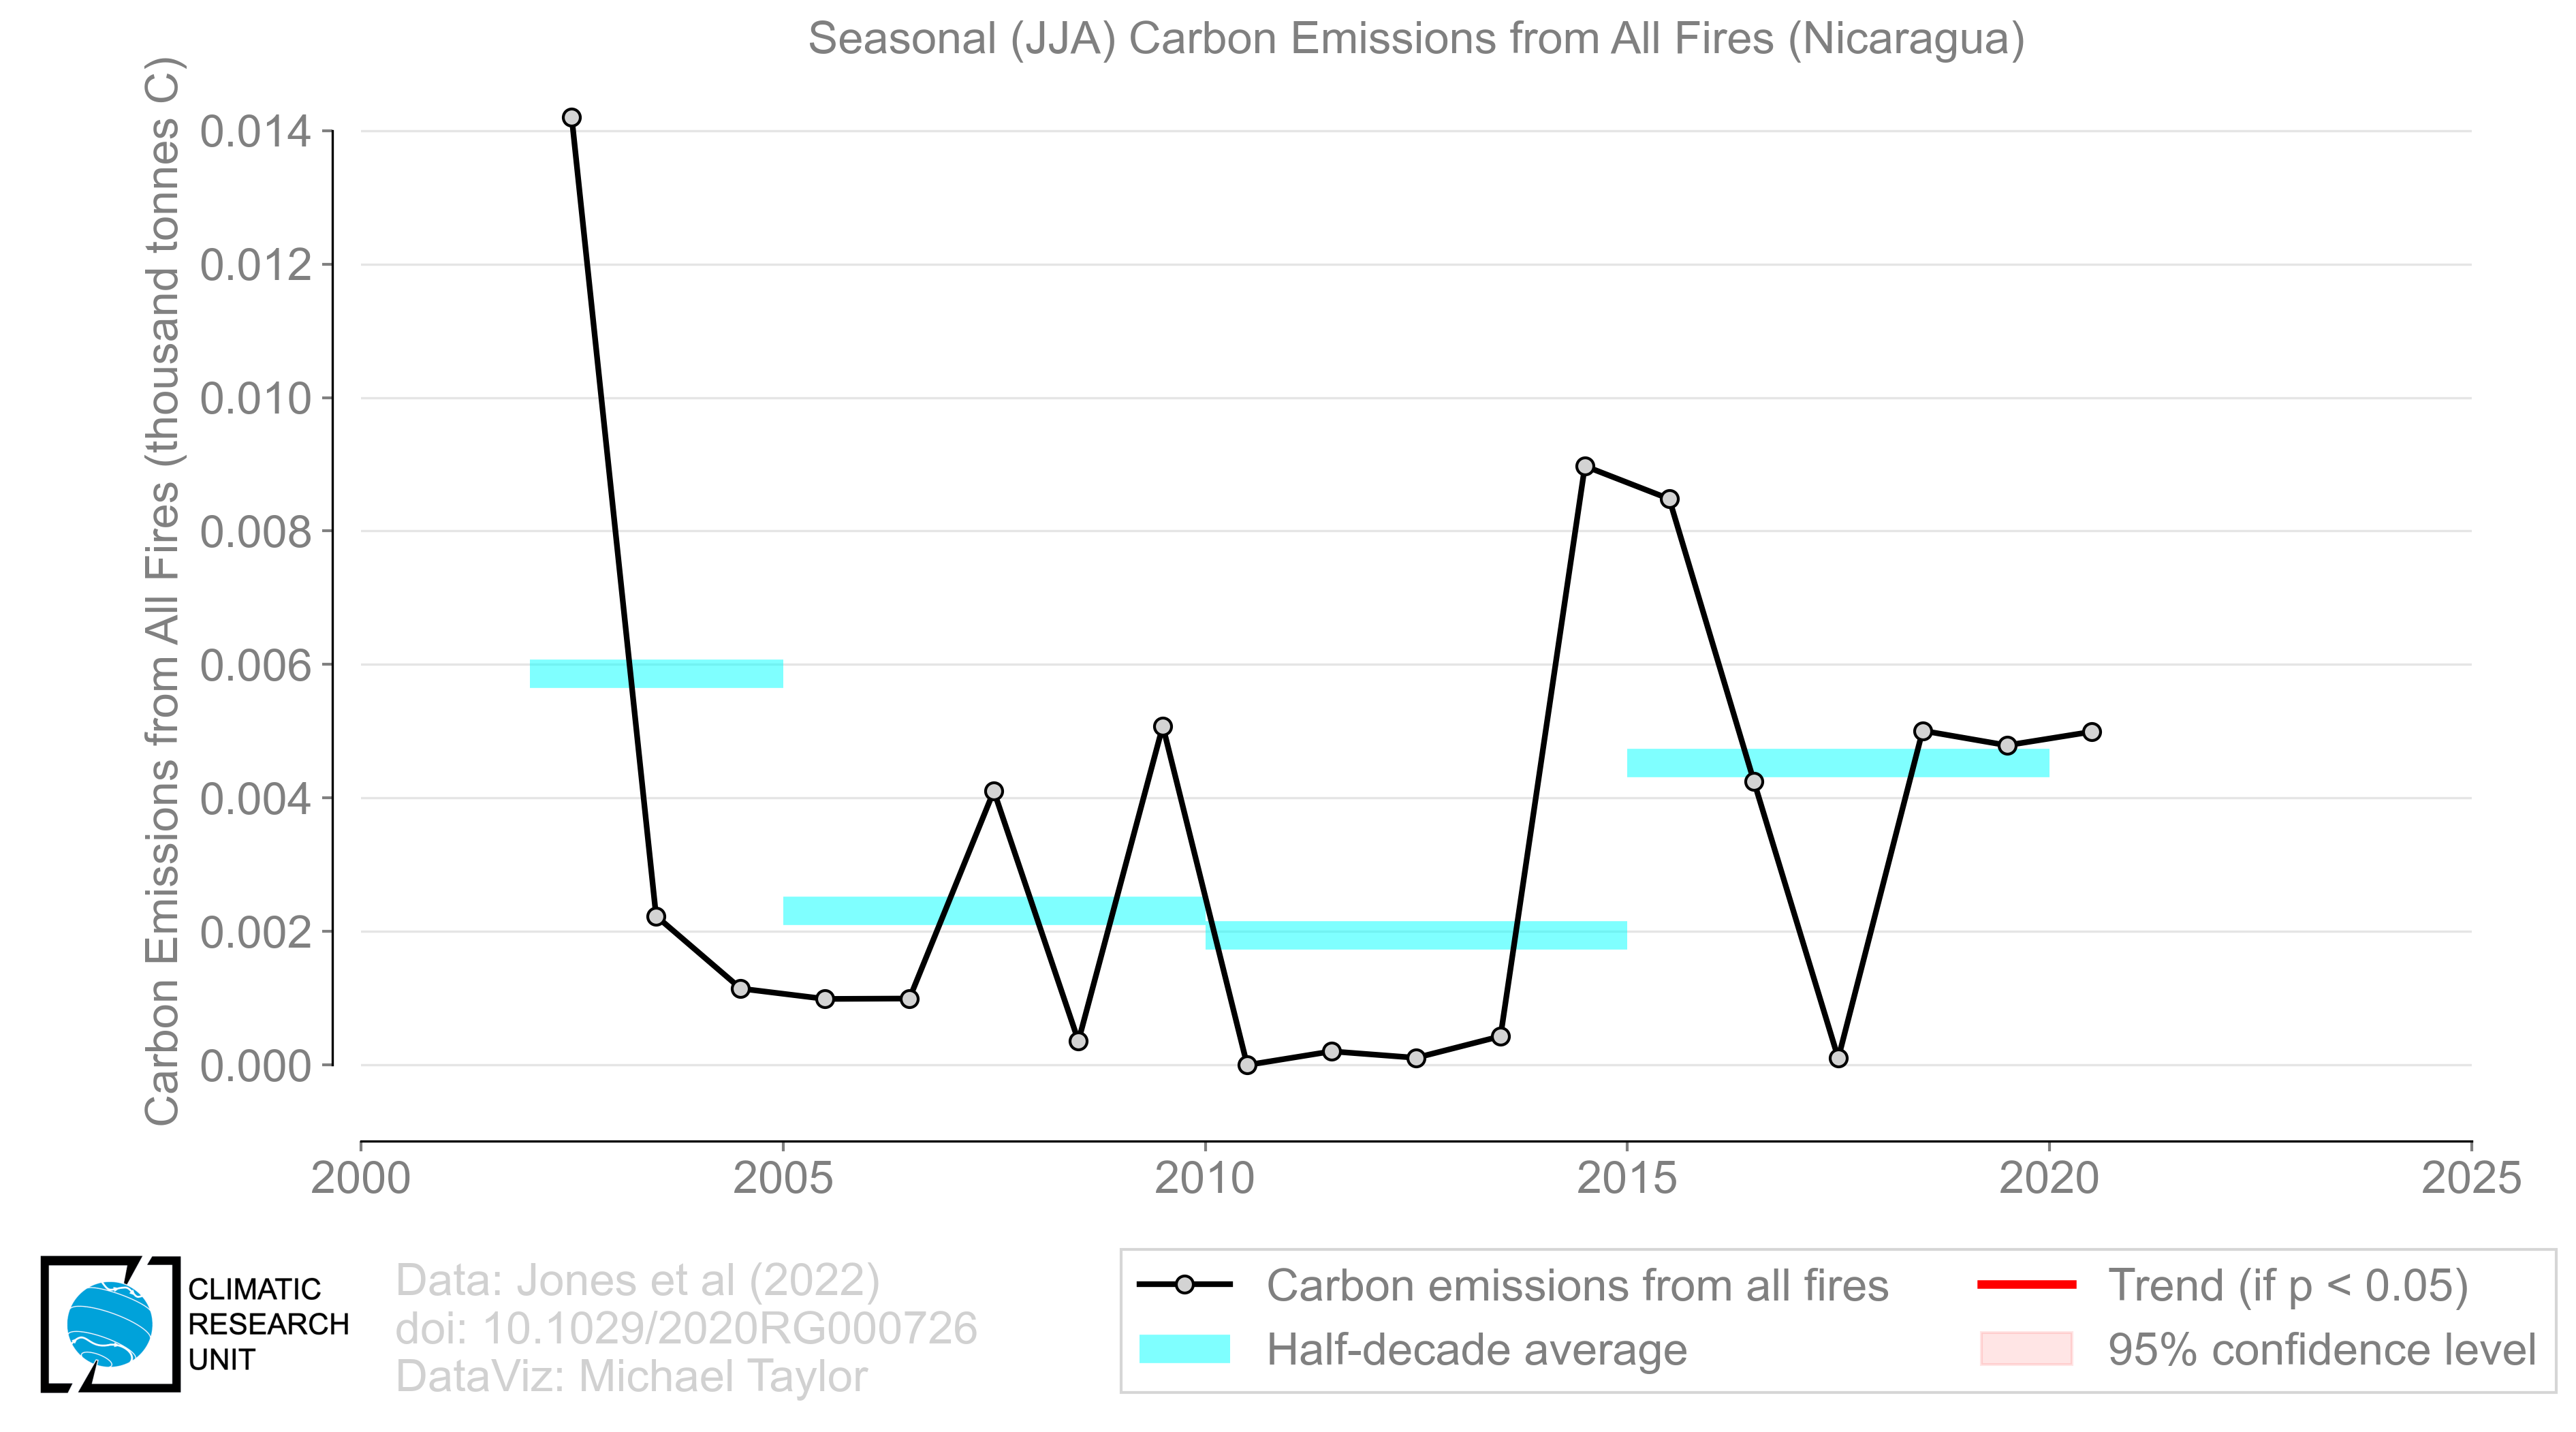 Seasonal (JJA) Carbon Emissions from All Fires (Nicaragua)
Carbon Emissions from All Fires (thousand tonnes C)
0.014
0.012
0.010
0.008
0.006
0.004
0.002
0.000
2000
2005
2010
2015
2020
2025
CLIMATIC
RESEARCH
UNIT
Data: Jones et al (2022)
doi: 10.1029/2020RG000726
DataViz: Michael Taylor
Carbon emissions from all fires
Half-decade average
Trend (if p < 0.05)
95% confidence level